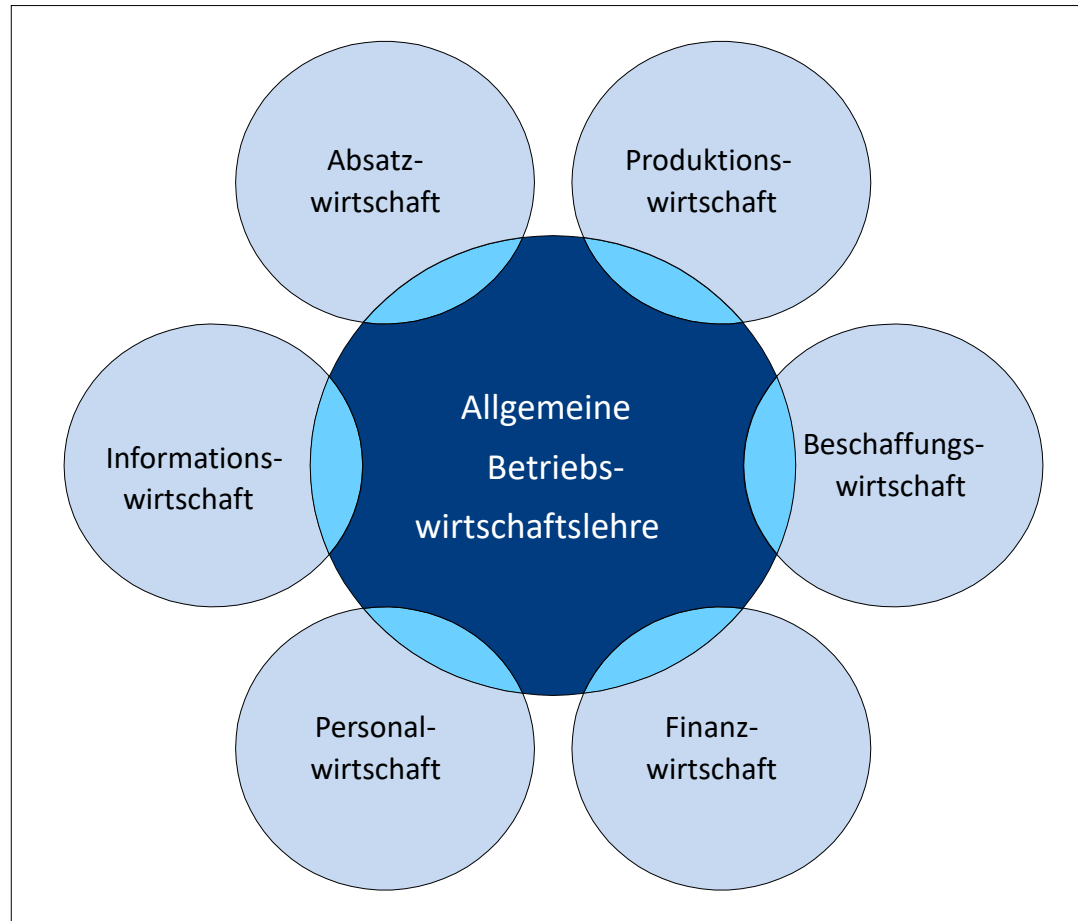 Absatz-
wirtschaft
Produktions-
wirtschaft
Informations-
wirtschaft
Allgemeine
Betriebs-
wirtschaftslehre
Beschaffungs-
wirtschaft
Personal-
wirtschaft
Finanz-
wirtschaft